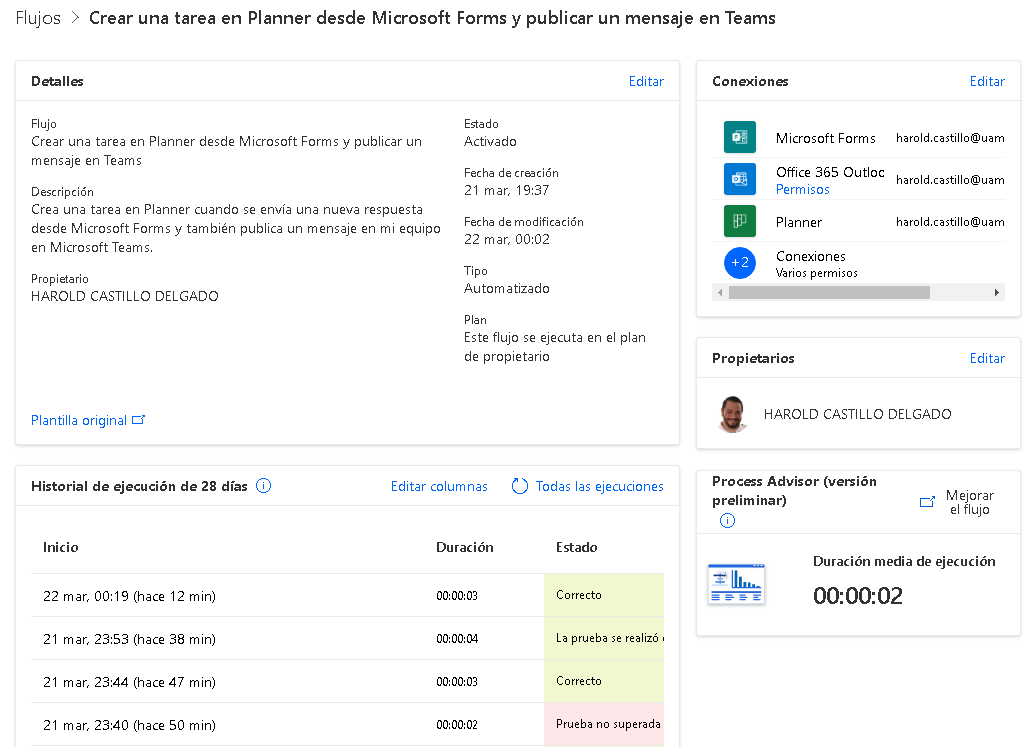 Flujos > Crear una tarea en Planner desde Microsoft Forms y publicar un mensaje en Teams
Detalles
Editar
Flujo
Crear una tarea en Planner desde Microsoft Forms y publicar un
mensaje en Teams
Descripción
Crea una tarea en Planner cuando se envía una nueva respuesta
desde Microsoft Forms y también publica un mensaje en mi equipo
en Microsoft Teams.
Propietario
HAROLD CASTILLO DELGADO
Estado
Activado
Fecha de creación
21 mar, 19:37
Fecha de modificación
22 mar, 00:02
Tipo
Automatizado
Plan
Este flujo se ejecuta en el plan
de propietario
Plantilla original
Conexiones
Editar
Microsoft Forms harold.castillo@uam
Office 365 Outloc harold.castillo@uam
Permisos
Planner harold.castillo@uam
+2 Conexiones
Varios permisos
Propietarios
Editar
HAROLD CASTILLO DELGADO
Historial de ejecución de 28 días
Editar columnas
Todas las ejecuciones
Inicio Duración Estado
22 mar, 00:19 (hace 12 min) 00:00:03 Correcto
21 mar, 23:53 (hace 38 min) 00:00:04 La prueba se realizó
21 mar, 23:44 (hace 47 min) 00:00:03 Correcto
21 mar, 23:40 (hace 50 min) 00:00:02 Prueba no superada
Process Advisor (versión
preliminar)
Mejorar
el flujo
Duración media de ejecución
00:00:02